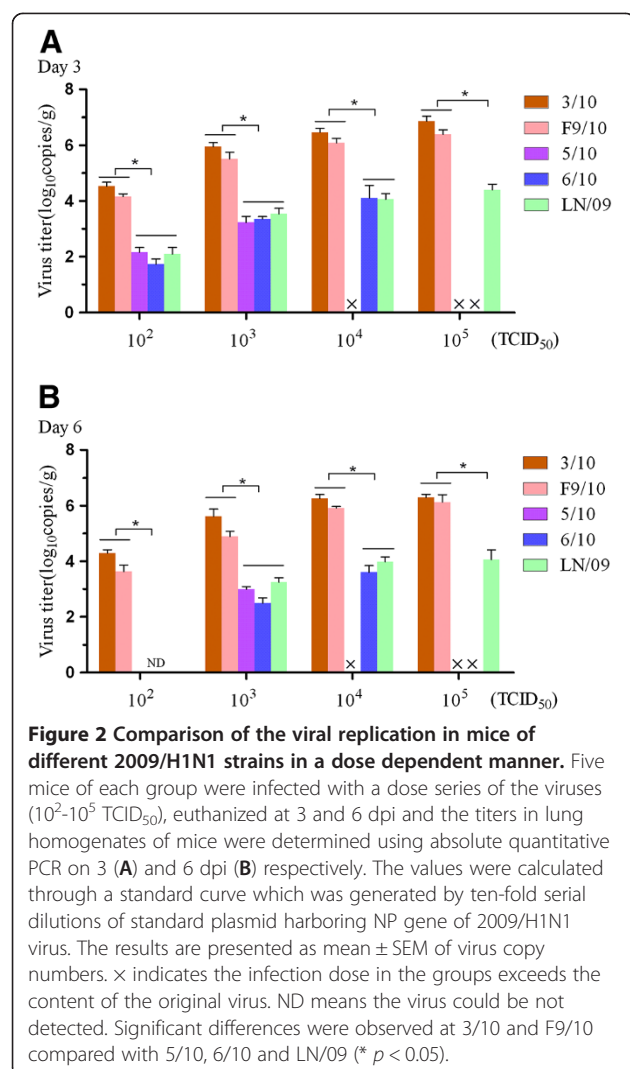 A
Day 3
Virus titer(log₁₀copies/g)
8
6
4
2
0
*
*
*
*
×
× ×
10² 10³ 10⁴ 10⁵ (TCID₅₀)
3/10
F9/10
5/10
6/10
LN/09
B
Day 6
Virus titer(log₁₀copies/g)
8
6
4
2
0
*
*
*
*
ND
×
× ×
10² 10³ 10⁴ 10⁵ (TCID₅₀)
3/10
F9/10
5/10
6/10
LN/09
Figure 2 Comparison of the viral replication in mice of
different 2009/H1N1 strains in a dose dependent manner. Five
mice of each group were infected with a dose series of the viruses
(10²-10⁵ TCID₅₀), euthanized at 3 and 6 dpi and the titers in lung
homogenates of mice were determined using absolute quantitative
PCR on 3 (A) and 6 dpi (B) respectively. The values were calculated
through a standard curve which was generated by ten-fold serial
dilutions of standard plasmid harboring NP gene of 2009/H1N1
virus. The results are presented as mean ± SEM of virus copy
numbers. × indicates the infection dose in the groups exceeds the
content of the original virus. ND means the virus could be not
detected. Significant differences were observed at 3/10 and F9/10
compared with 5/10, 6/10 and LN/09 (* p < 0.05).